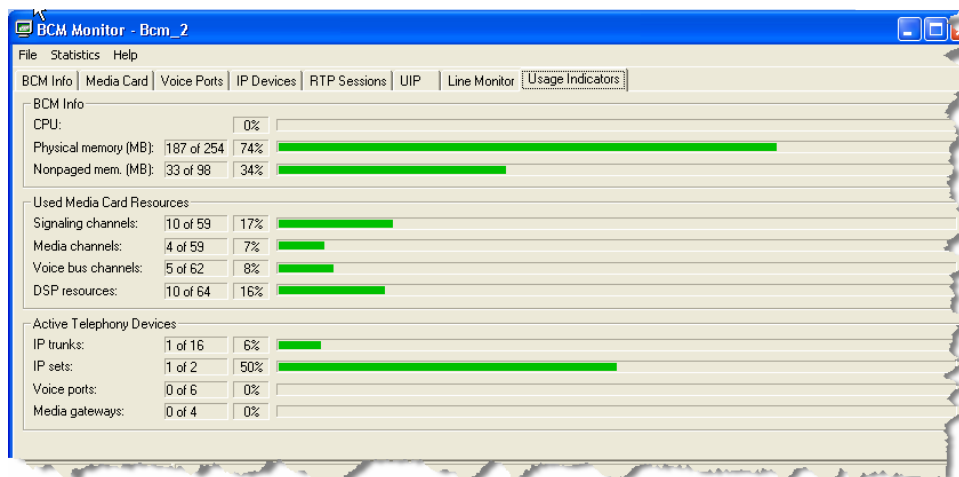 BCM Monitor - Bcm_2
File Statistics Help
BCM Info Media Card Voice Ports IP Devices RTP Sessions UIP Line Monitor Usage Indicators
BCM Info
CPU: 0%
Physical memory (MB): 187 of 254 74%
Nonpaged mem. (MB): 33 of 98 34%
Used Media Card Resources
Signaling channels: 10 of 59 17%
Media channels: 4 of 59 7%
Voice bus channels: 5 of 62 8%
DSP resources: 10 of 64 16%
Active Telephony Devices
IP trunks: 1 of 16 6%
IP sets: 1 of 2 50%
Voice ports: 0 of 6 0%
Media gateways: 0 of 4 0%